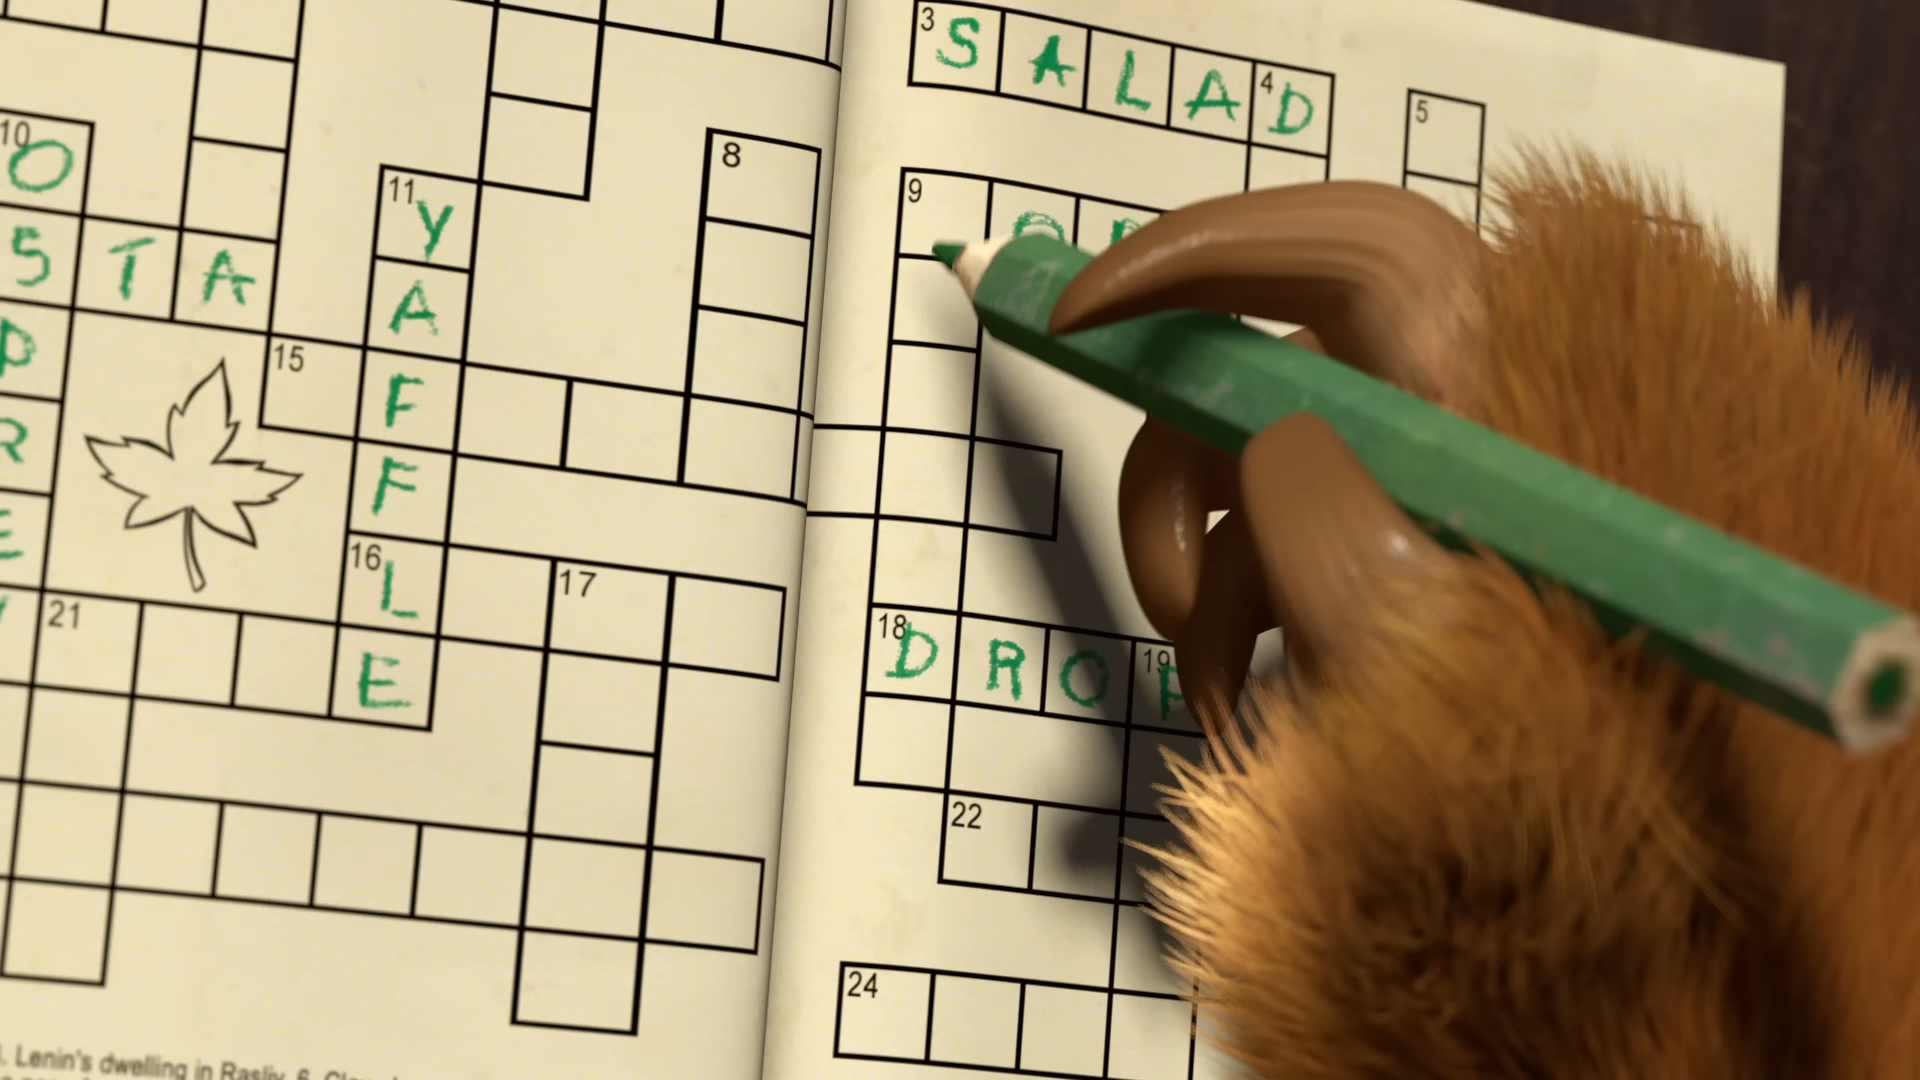 3 SALAD 4
5
10 O
8
11 Y
9
STA
A
P
15 F
R
F
E
16 L 17
21
18 DROP 19
E
22
24
Lenin's dwelling in Rasliv. 6.